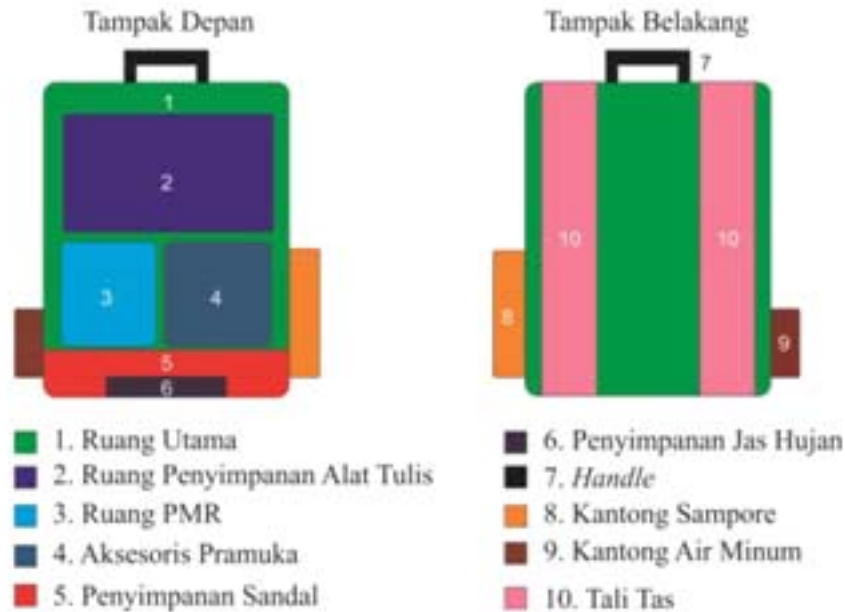 Tampak Depan
Tampak Belakang
7
1
2
10
10
3
4
8
9
5
6
1. Ruang Utama
2. Ruang Penyimpanan Alat Tulis
3. Ruang PMR
4. Aksesoris Pramuka
5. Penyimpanan Sandal
6. Penyimpanan Jas Hujan
7. Handle
8. Kantong Sampore
9. Kantong Air Minum
10. Tali Tas